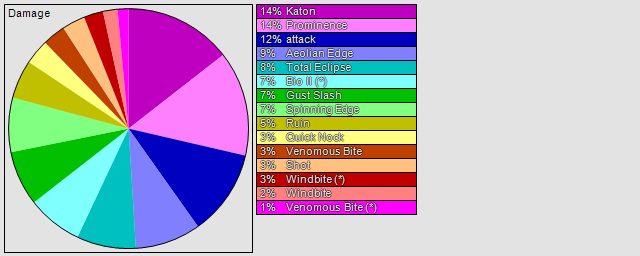 Damage
14% Katon
14% Prominence
12% attack
9% Aeolian Edge
8% Total Eclipse
7% Bio II (*)
7% Gust Slash
7% Spinning Edge
5% Ruin
3% Quick Nock
3% Venomous Bite
3% Shot
3% Windbite (*)
2% Windbite
1% Venomous Bite (*)